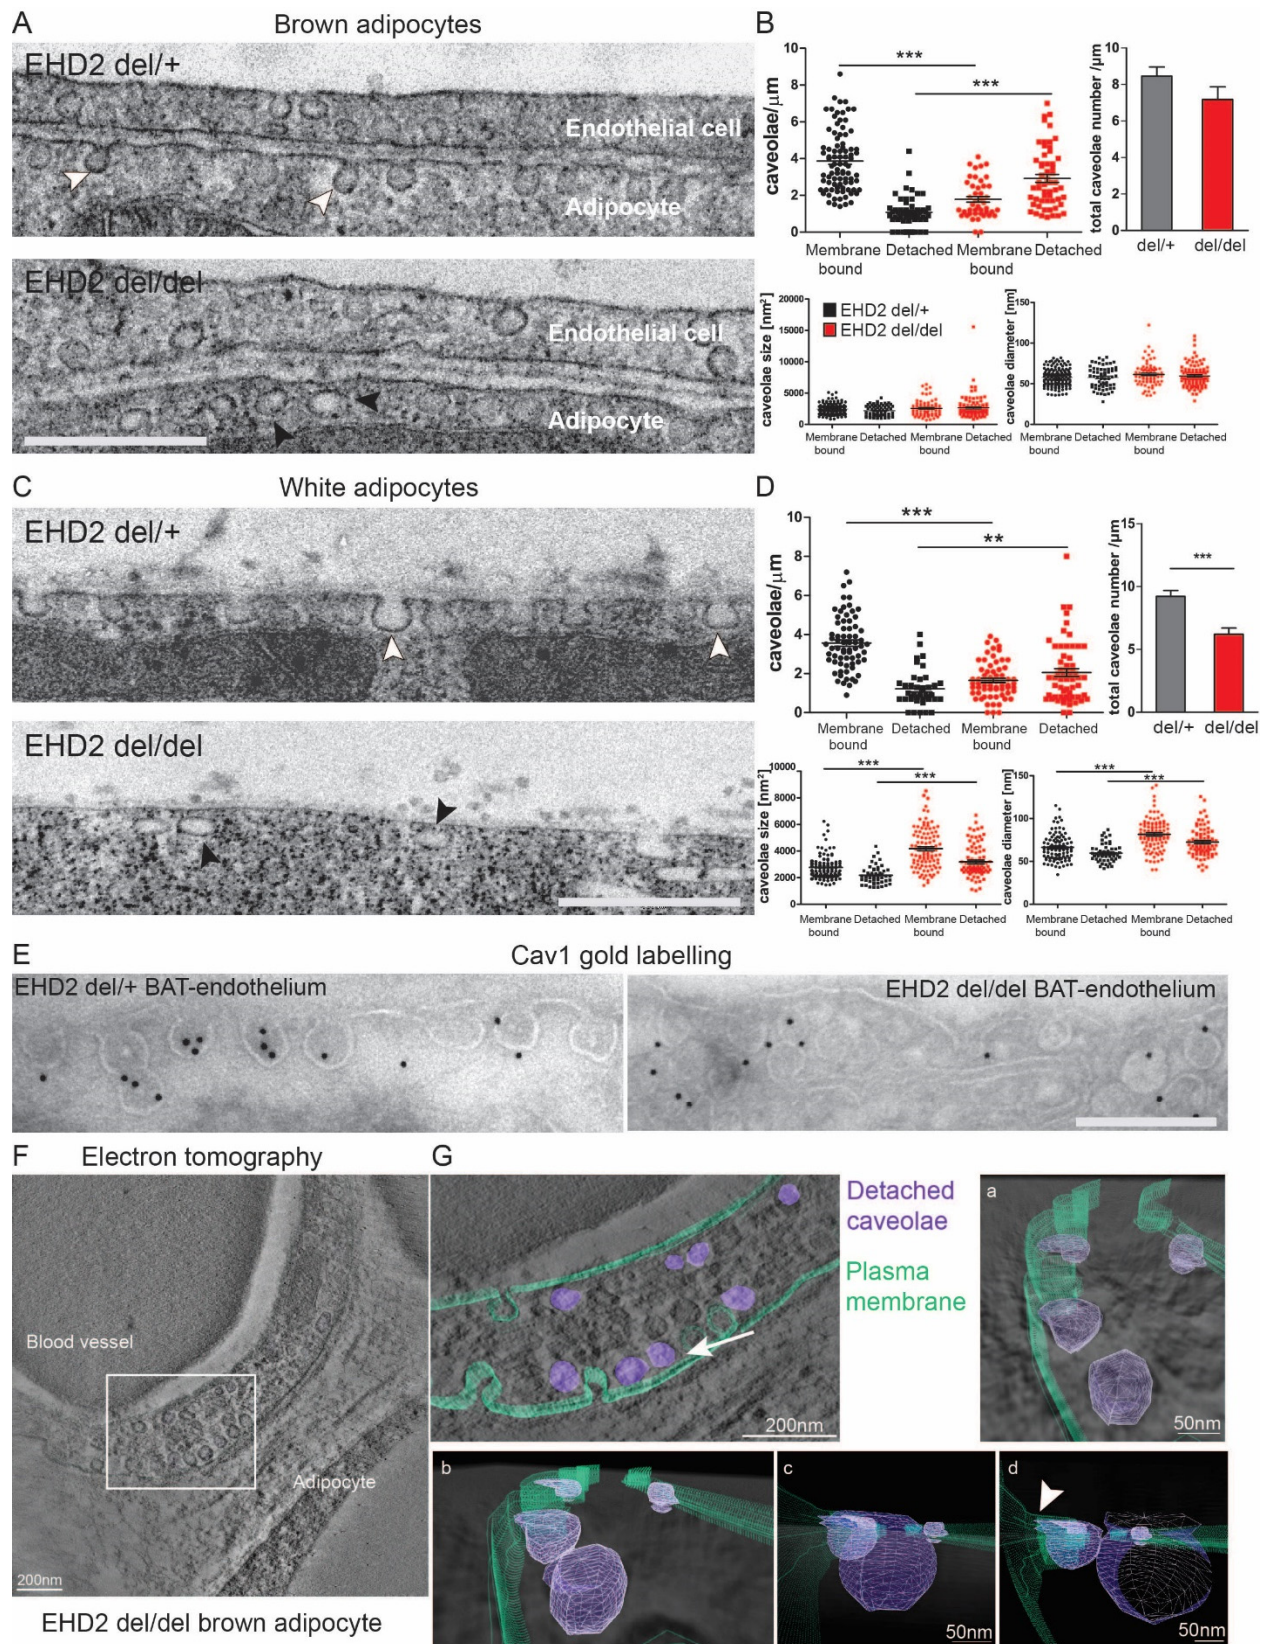 A
Brown adipocytes
EHD2 del/+
Endothelial cell
Adipocyte
EHD2 del/del
Endothelial cell
Adipocyte
B
caveolae/μm
10
8
6
4
2
0
***
***
Membrane bound
Detached
Membrane bound
Detached
total caveolae number /μm
10
8
6
4
2
0
del/+
del/del
caveolae size [nm²]
20000
15000
10000
5000
0
EHD2 del/+
EHD2 del/del
Membrane bound
Detached
Membrane bound
Detached
caveolae diameter [nm]
150
100
50
0
Membrane bound
Detached
Membrane bound
Detached
C
White adipocytes
EHD2 del/+
EHD2 del/del
D
caveolae/μm
10
8
6
4
2
0
***
**
Membrane bound
Detached
Membrane bound
Detached
total caveolae number /μm
15
10
5
0
***
del/+
del/del
caveolae size [nm²]
10000
8000
6000
4000
2000
0
***
***
Membrane bound
Detached
Membrane bound
Detached
caveolae diameter [nm]
150
100
50
0
***
***
Membrane bound
Detached
Membrane bound
Detached
E
Cav1 gold labelling
EHD2 del/+ BAT-endothelium
EHD2 del/del BAT-endothelium
F
Electron tomography
Blood vessel
Adipocyte
200nm
EHD2 del/del brown adipocyte
G
200nm
Detached
caveolae
Plasma
membrane
a
50nm
b
c
50nm
d
50nm